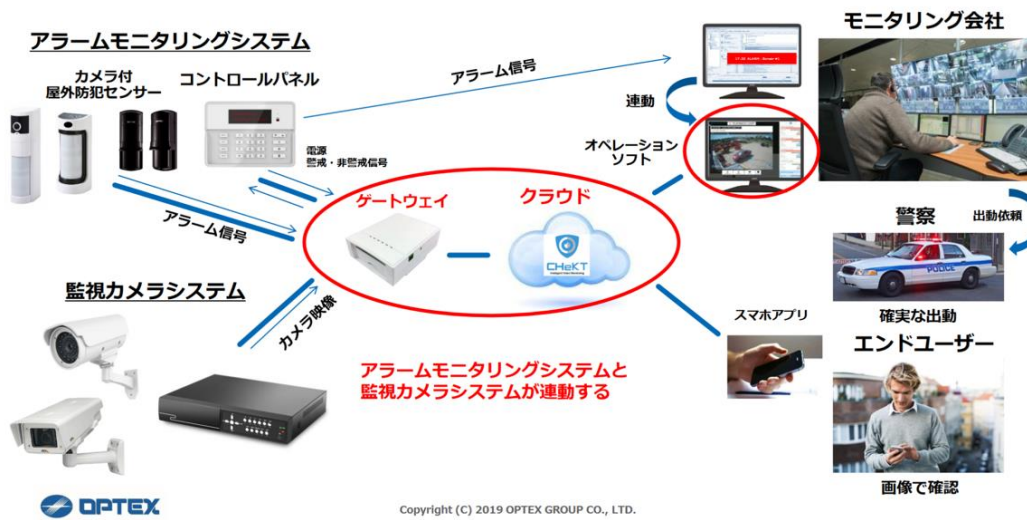 アラームモニタリングシステム
カメラ付
屋外防犯センサー
コントロールパネル
アラーム信号
モニタリング会社
連動
オペレーション
ソフト
電源
警戒・非警戒信号
アラーム信号
ゲートウェイ
クラウド
CHeKT
警察
出動依頼
POLICE
確実な出動
監視カメラシステム
カメラ映像
スマホアプリ
エンドユーザー
アラームモニタリングシステムと
監視カメラシステムが連動する
画像で確認
OPTEX
Copyright (C) 2019 OPTEX GROUP CO., LTD.